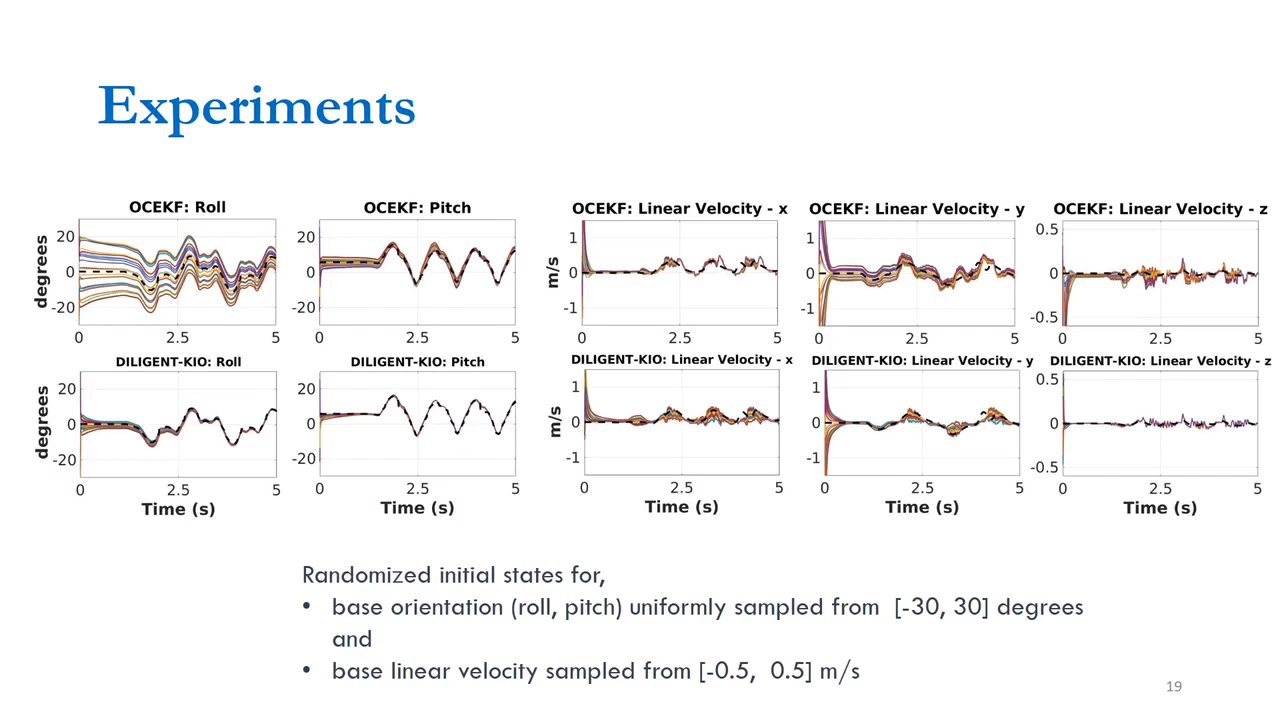 Experiments
OCEKF: Roll
OCEKF: Pitch
OCEKF: Linear Velocity - x
OCEKF: Linear Velocity - y
OCEKF: Linear Velocity - z
degrees
20
0
-20
0
2.5
5
20
0
-20
0
2.5
5
m/s
1
0
-1
0
2.5
5
1
0
-1
0
2.5
5
0.5
0
-0.5
0
2.5
5
DILIGENT-KIO: Roll
DILIGENT-KIO: Pitch
DILIGENT-KIO: Linear Velocity - x
DILIGENT-KIO: Linear Velocity - y
DILIGENT-KIO: Linear Velocity - z
degrees
20
0
-20
0
2.5
5
Time (s)
20
0
-20
0
2.5
5
Time (s)
m/s
1
0
-1
0
2.5
5
Time (s)
1
0
-1
0
2.5
5
Time (s)
0.5
0
-0.5
0
2.5
5
Time (s)
Randomized initial states for,
• base orientation (roll, pitch) uniformly sampled from [-30, 30] degrees
and
• base linear velocity sampled from [-0.5, 0.5] m/s
19